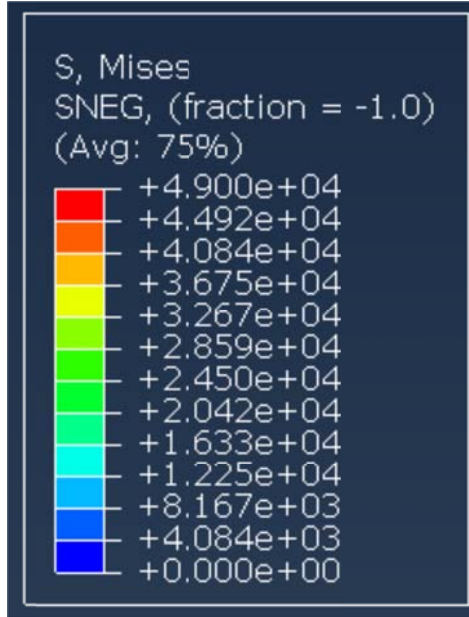 S, Mises
SNEG, (fraction = -1.0)
(Avg: 75%)
+4.900e+04
+4.492e+04
+4.084e+04
+3.675e+04
+3.267e+04
+2.859e+04
+2.450e+04
+2.042e+04
+1.633e+04
+1.225e+04
+8.167e+03
+4.084e+03
+0.000e+00